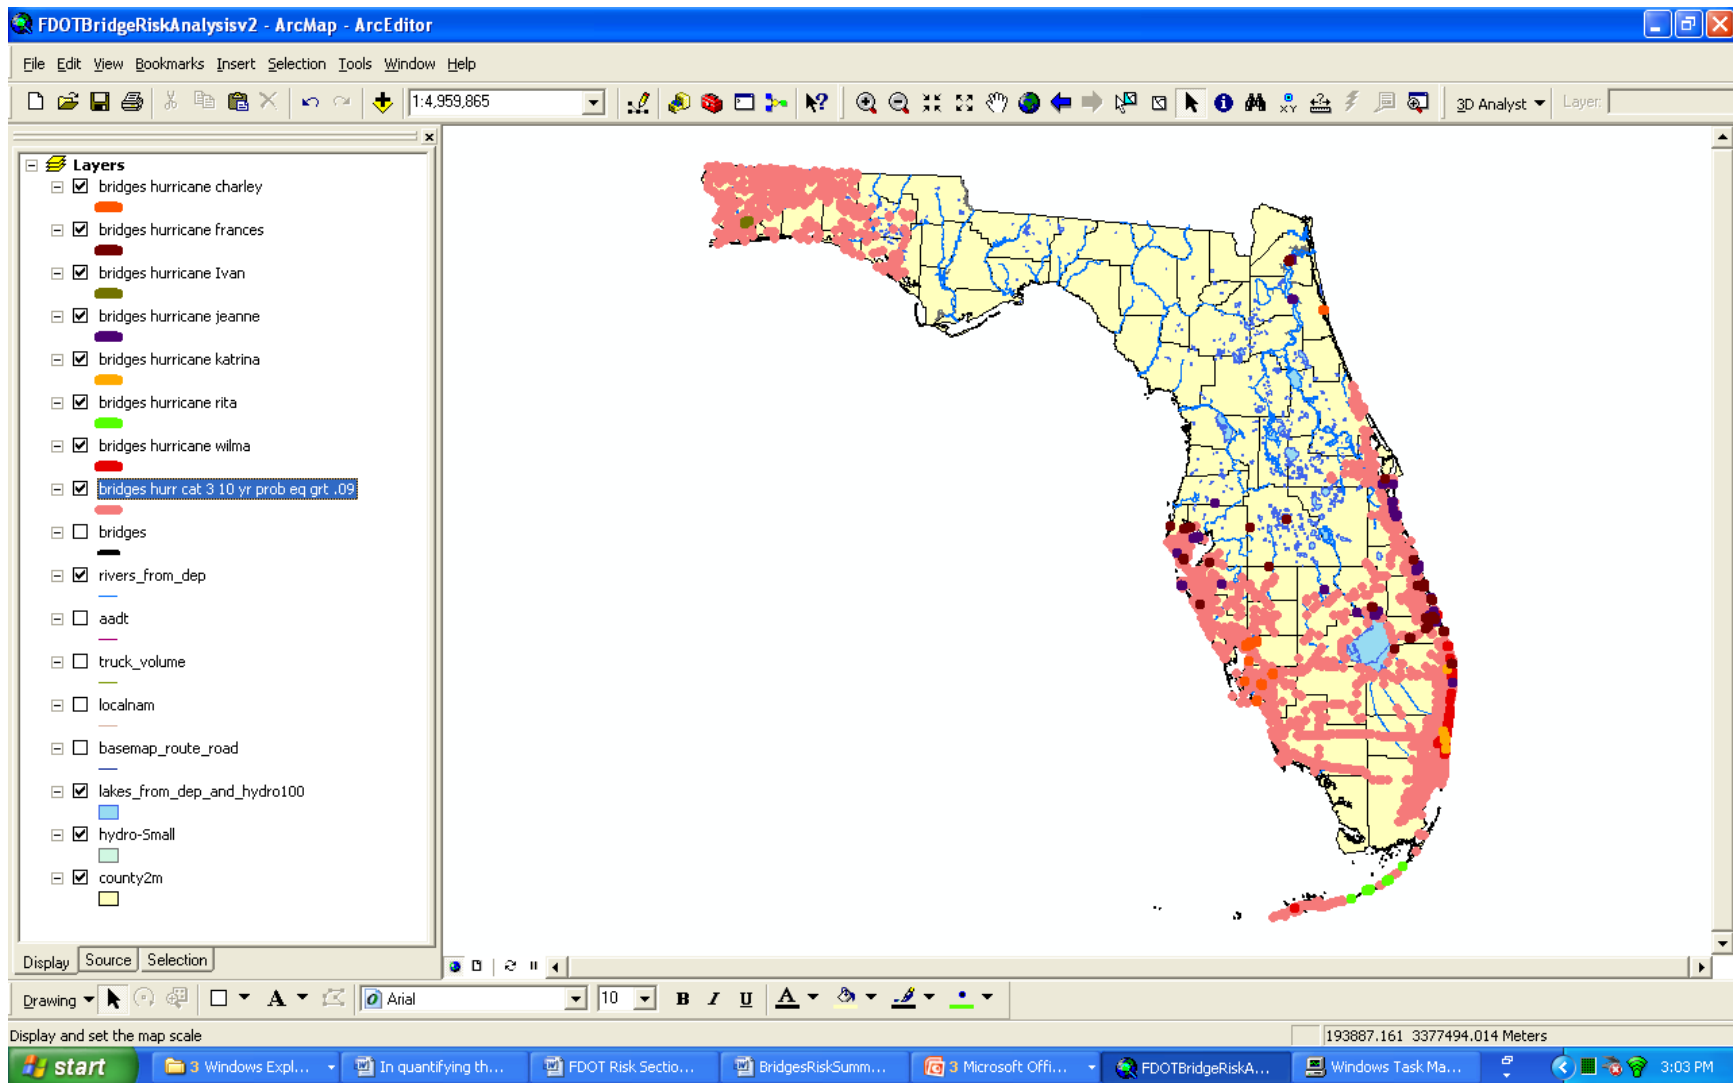 FDOTBridgeRiskAnalysisv2 - ArcMap - ArcEditor
File Edit View Bookmarks Insert Selection Tools Window Help
1:4,959,865
3D Analyst
Layer:
Layers
bridges hurricane charley
bridges hurricane frances
bridges hurricane Ivan
bridges hurricane jeanne
bridges hurricane katrina
bridges hurricane rita
bridges hurricane wilma
bridges hurr cat 3 10 yr prob eq grt .09
bridges
rivers_from_dep
aadt
truck_volume
localnam
basemap_route_road
lakes_from_dep_and_hydro100
hydro-Small
county2m
Display Source Selection
Drawing
A
Arial
10
B I U A
Display and set the map scale
193887.161 3377494.014 Meters
start
3 Windows Expl...
In quantifying th...
FDOT Risk Sectio...
BridgesRiskSumm...
3 Microsoft Offi...
FDOTBridgeRiskA...
Windows Task Ma...
3:03 PM